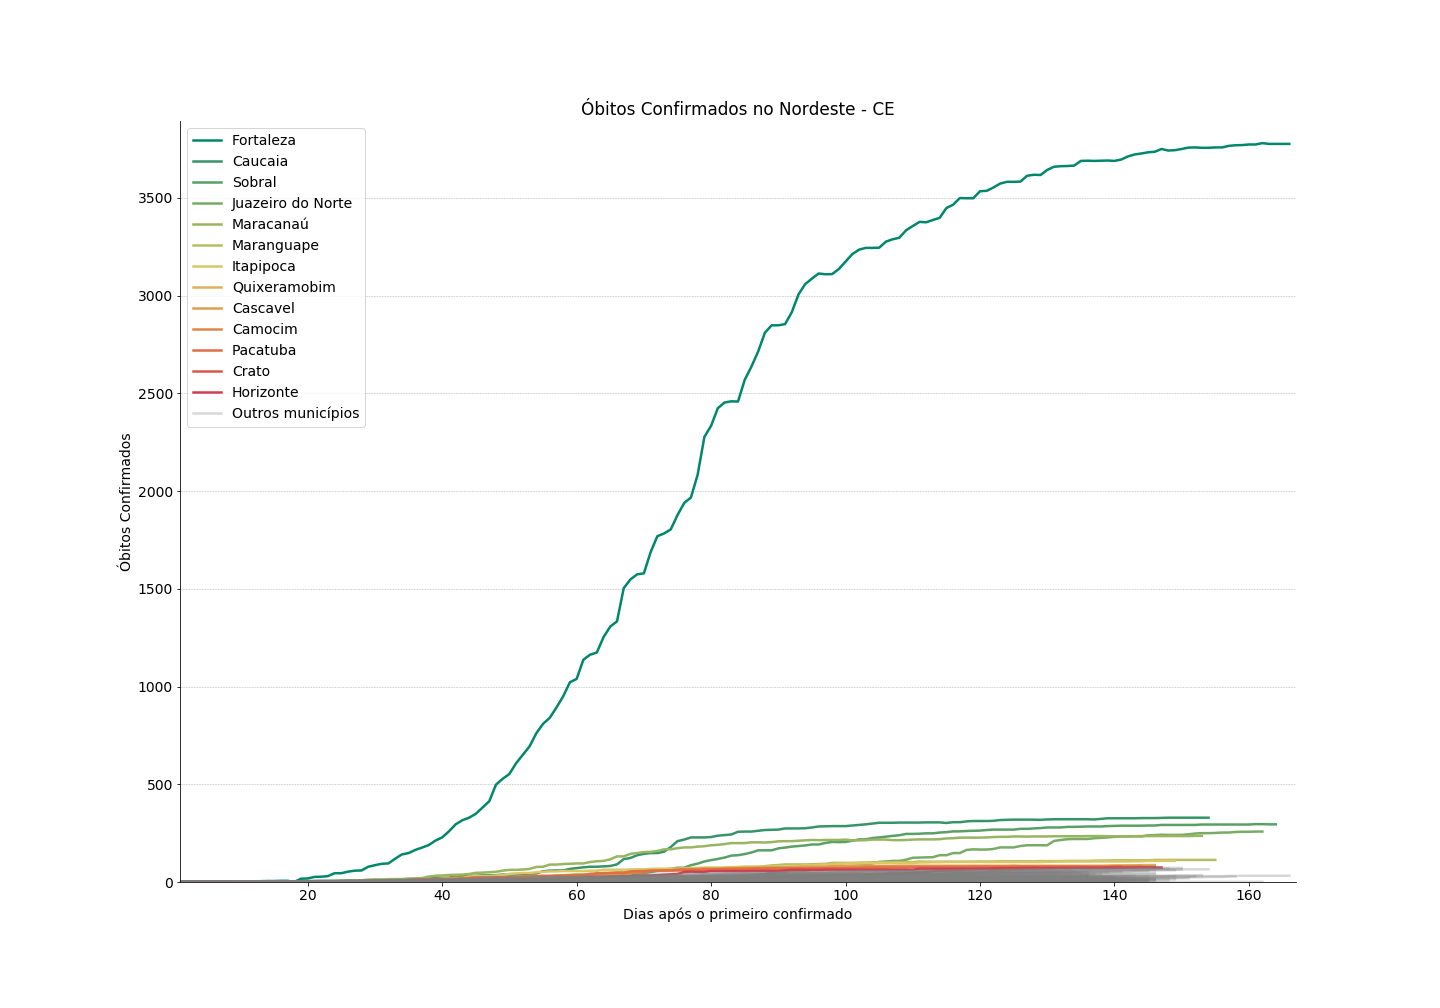 Óbitos Confirmados no Nordeste - CE
Fortaleza
Caucaia
Sobral
Juazeiro do Norte
Maracanaú
Maranguape
Itapipoca
Quixeramobim
Cascavel
Camocim
Pacatuba
Crato
Horizonte
Outros municípios
Óbitos Confirmados
3500
3000
2500
2000
1500
1000
500
0
20 40 60 80 100 120 140 160
Dias após o primeiro confirmado